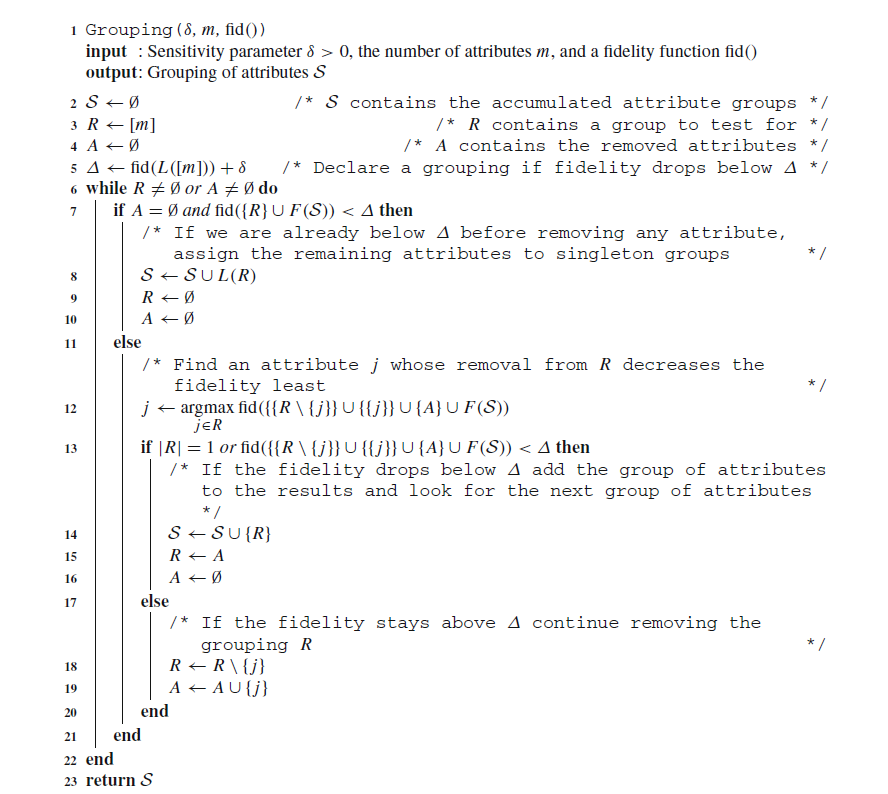 1 Grouping(δ, m, fid())
input : Sensitivity parameter δ > 0, the number of attributes m, and a fidelity function fid()
output: Grouping of attributes 𝒮
2 𝒮 ← ∅ /* 𝒮 contains the accumulated attribute groups */
3 R ← [m] /* R contains a group to test for */
4 A ← ∅ /* A contains the removed attributes */
5 Δ ← fid(L([m])) + δ /* Declare a grouping if fidelity drops below Δ */
6 while R ≠ ∅ or A ≠ ∅ do
7 if A = ∅ and fid({R} ∪ F(𝒮)) < Δ then
/* If we are already below Δ before removing any attribute,
assign the remaining attributes to singleton groups */
8 𝒮 ← 𝒮 ∪ L(R)
9 R ← ∅
10 A ← ∅
11 else
/* Find an attribute j whose removal from R decreases the
fidelity least */
12 j ← argmax fid({{R \ {j}} ∪ {{j}} ∪ {A} ∪ F(𝒮))
j∈R
13 if |R| = 1 or fid({{R \ {j}} ∪ {{j}} ∪ {A} ∪ F(𝒮)) < Δ then
/* If the fidelity drops below Δ add the group of attributes
to the results and look for the next group of attributes
*/
14 𝒮 ← 𝒮 ∪ {R}
15 R ← A
16 A ← ∅
17 else
/* If the fidelity stays above Δ continue removing the
grouping R */
18 R ← R \ {j}
19 A ← A ∪ {j}
20 end
21 end
22 end
23 return 𝒮